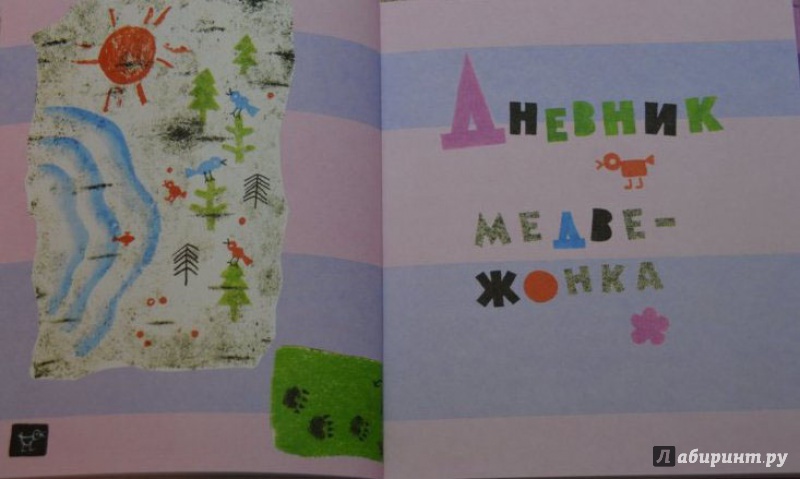 Дневник
медве-
жонка
Лабиринт.ру